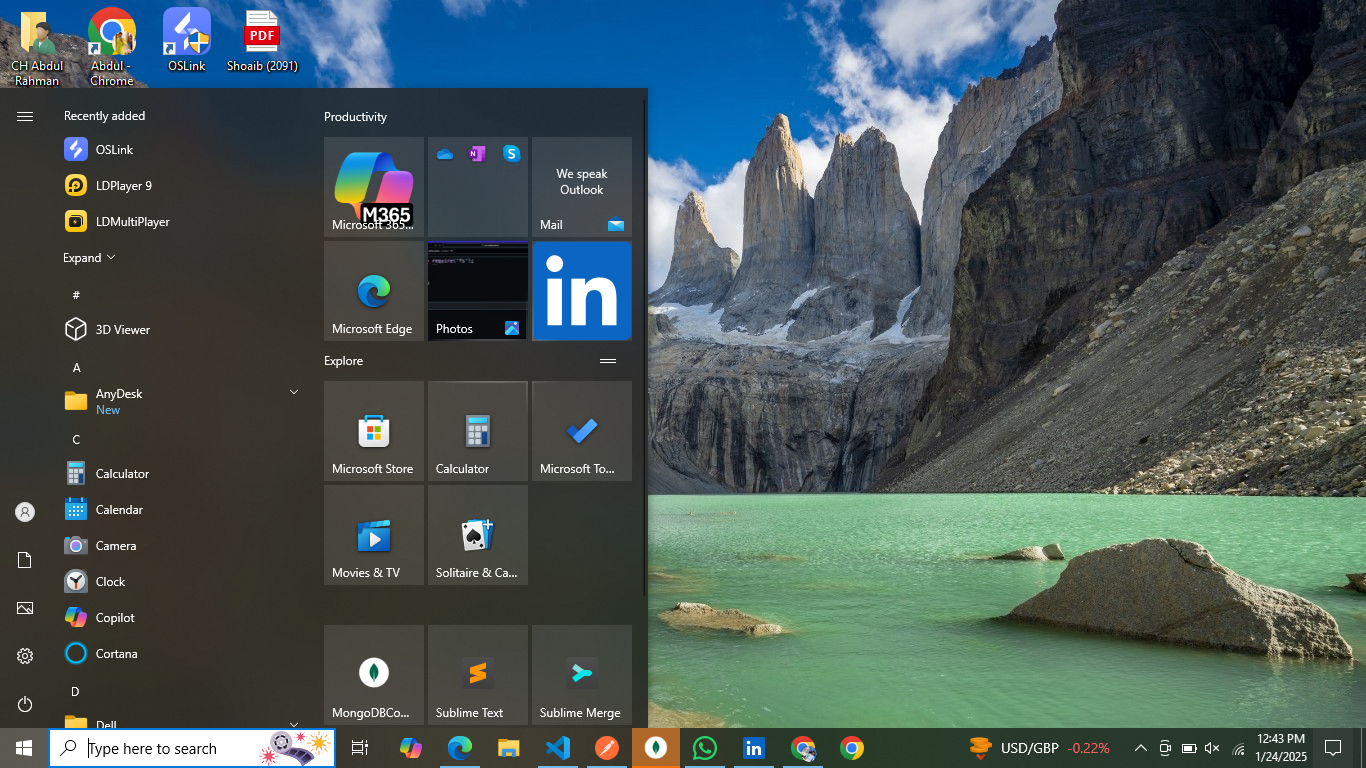 CH Abdul
Rahman
Abdul -
Chrome
OSLink
PDF
Shoaib (2091)
Recently added
OSLink
LDPlayer 9
LDMultiPlayer
Expand
#
3D Viewer
A
AnyDesk
New
C
Calculator
Calendar
Camera
Clock
Copilot
Cortana
D
Dell
Productivity
M365
Microsoft 365...
N
S
We speak
Outlook
Mail
Microsoft Edge
Photos
in
Explore
Microsoft Store
Calculator
Microsoft To...
Movies & TV
Solitaire & Ca...
MongoDBCo...
Sublime Text
Sublime Merge
Type here to search
in
USD/GBP -0.22%
12:43 PM
1/24/2025